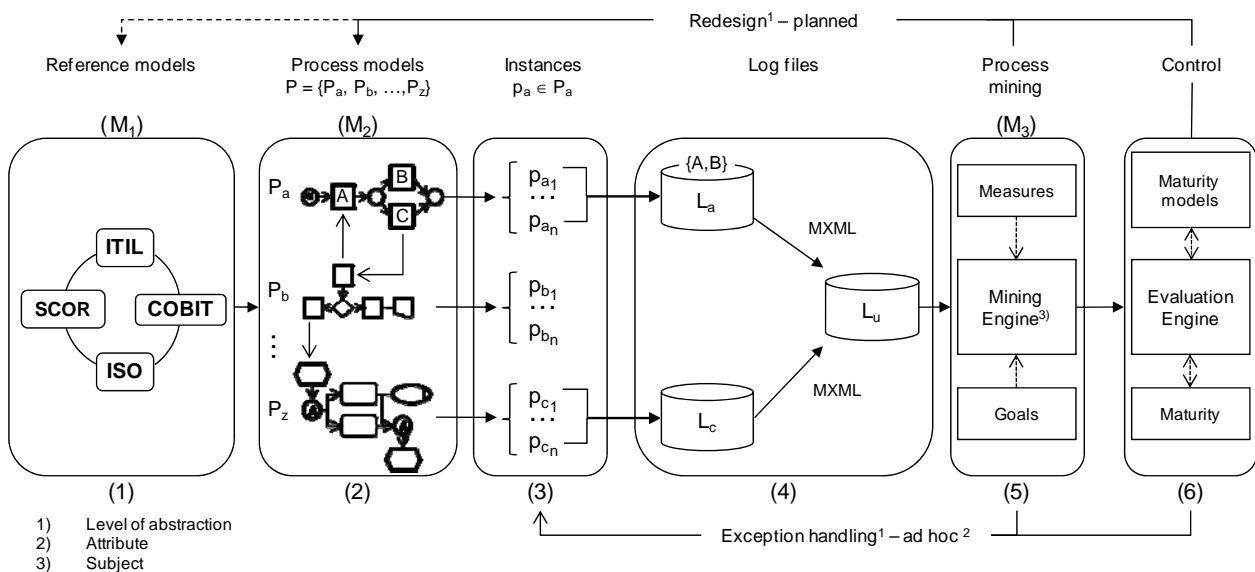 Redesign¹ – planned
Reference models
Process models
P = {Pa, Pb, …,Pz}
Instances
pa ∈ Pa
Log files
Process
mining
Control
(M1)
(M2)
(M3)
ITIL
SCOR
COBIT
ISO
Pa
A
B
C
Pb
…
Pz
pa1
…
pan
pb1
…
pbn
pc1
…
pcn
{A,B}
La
MXML
Lu
MXML
Lc
Measures
Mining
Engine3)
Goals
Maturity
models
Evaluation
Engine
Maturity
(1)
(2)
(3)
(4)
(5)
(6)
Exception handling¹ – ad hoc ²
1) Level of abstraction
2) Attribute
3) Subject